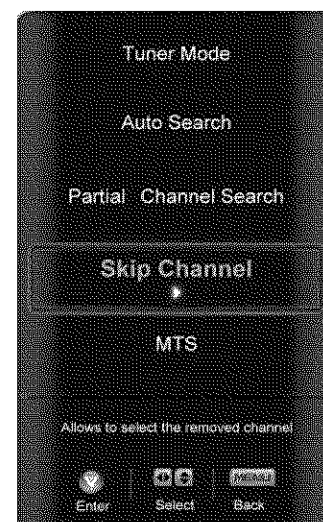 Tuner Mode
Auto Search
Partial Channel Search
Skip Channel
MTS
Allows to select the removed channel
MENU
Enter Select Back